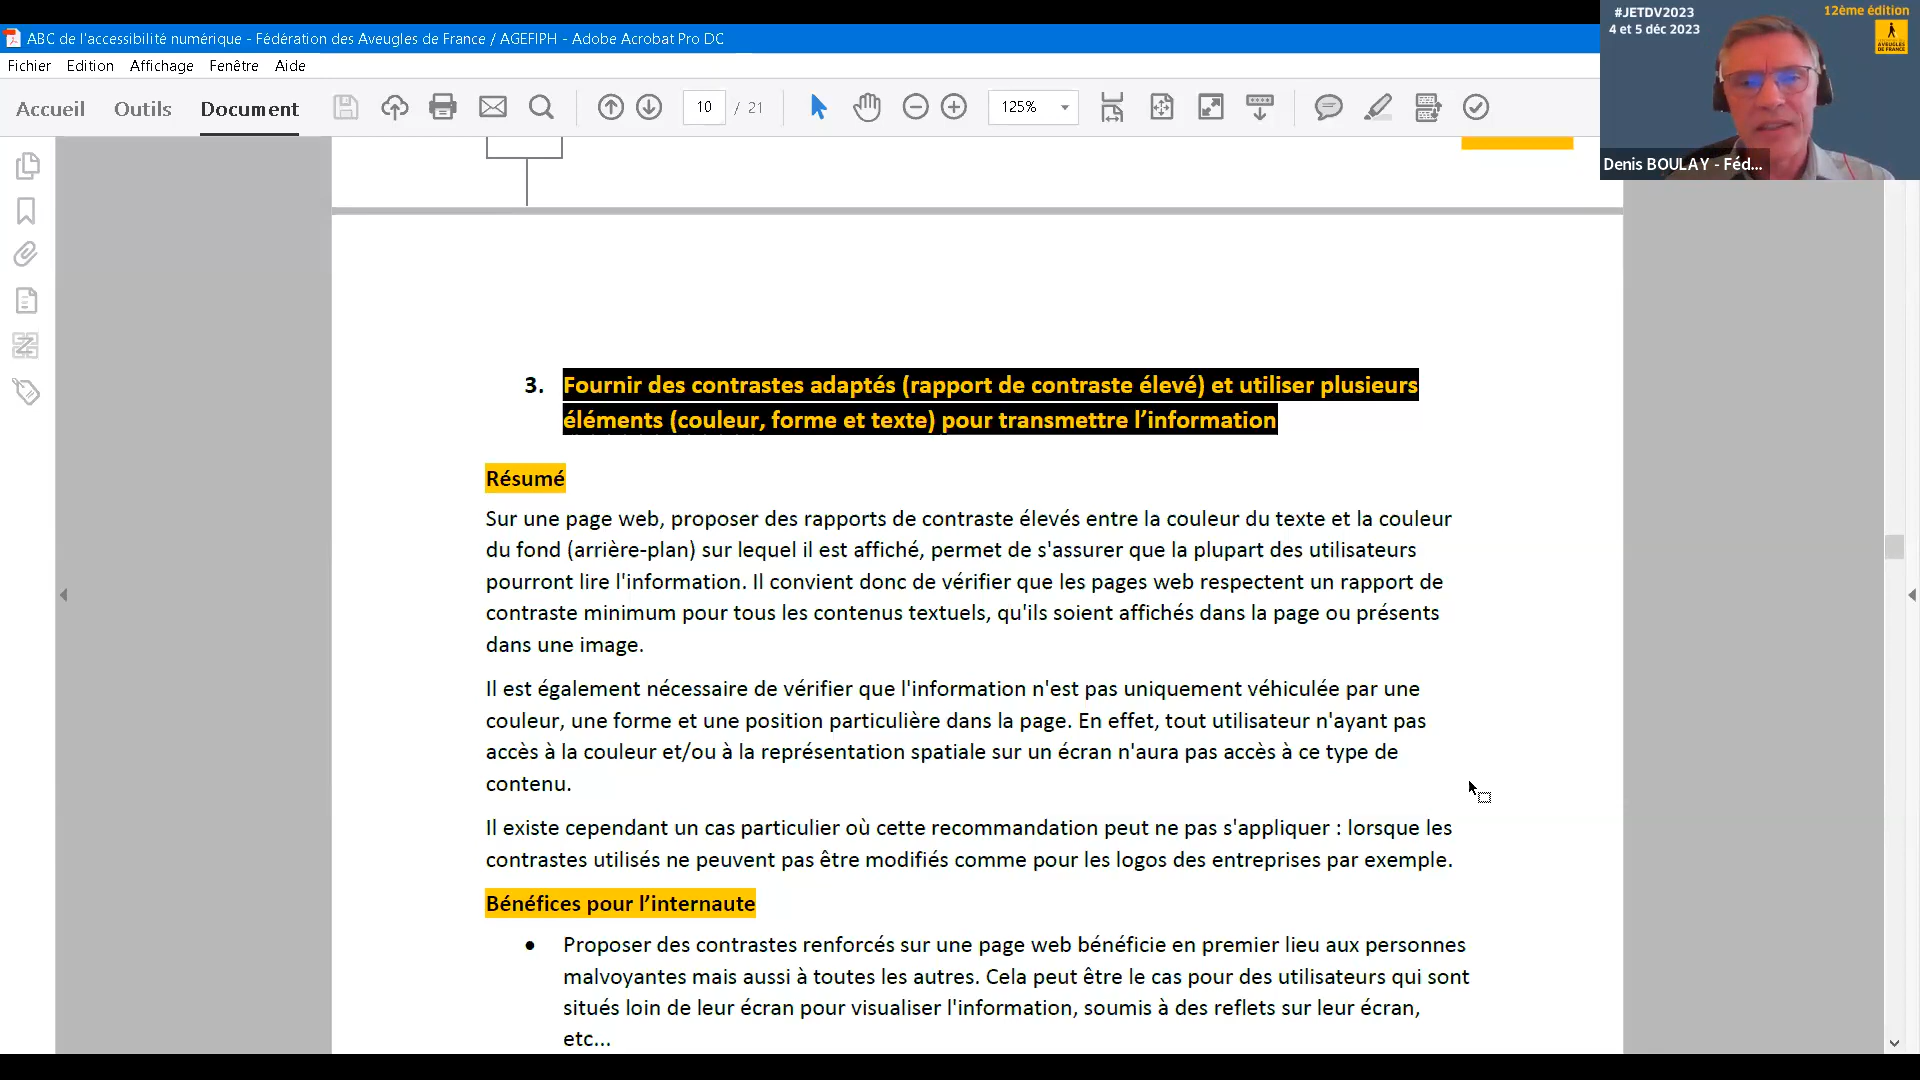 #JETDV2023
4 et 5 déc 2023
12ème édition
AVEUGLES
DE FRANCE
Denis BOULAY - Féd...
ABC de l'accessibilité numérique - Fédération des Aveugles de France / AGEFIPH - Adobe Acrobat Pro DC
Fichier Edition Affichage Fenêtre Aide
Accueil Outils Document 10 / 21 125%
3. Fournir des contrastes adaptés (rapport de contraste élevé) et utiliser plusieurs
éléments (couleur, forme et texte) pour transmettre l’information
Résumé
Sur une page web, proposer des rapports de contraste élevés entre la couleur du texte et la couleur
du fond (arrière-plan) sur lequel il est affiché, permet de s'assurer que la plupart des utilisateurs
pourront lire l'information. Il convient donc de vérifier que les pages web respectent un rapport de
contraste minimum pour tous les contenus textuels, qu'ils soient affichés dans la page ou présents
dans une image.
Il est également nécessaire de vérifier que l'information n'est pas uniquement véhiculée par une
couleur, une forme et une position particulière dans la page. En effet, tout utilisateur n'ayant pas
accès à la couleur et/ou à la représentation spatiale sur un écran n'aura pas accès à ce type de
contenu.
Il existe cependant un cas particulier où cette recommandation peut ne pas s'appliquer : lorsque les
contrastes utilisés ne peuvent pas être modifiés comme pour les logos des entreprises par exemple.
Bénéfices pour l’internaute
● Proposer des contrastes renforcés sur une page web bénéficie en premier lieu aux personnes
malvoyantes mais aussi à toutes les autres. Cela peut être le cas pour des utilisateurs qui sont
situés loin de leur écran pour visualiser l'information, soumis à des reflets sur leur écran,
etc...